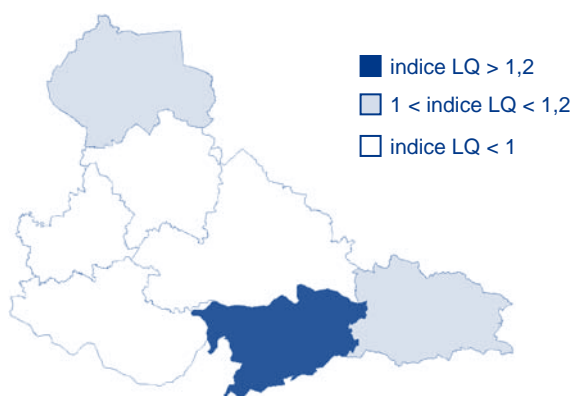 indice LQ > 1,2
1 < indice LQ < 1,2
indice LQ < 1